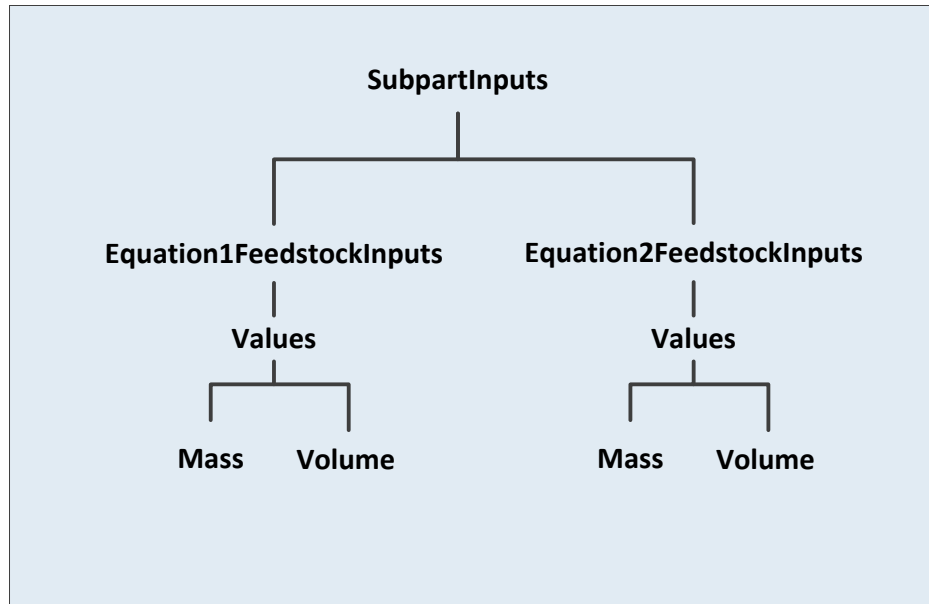 SubpartInputs
Equation1FeedstockInputs
Equation2FeedstockInputs
Values
Values
Mass
Volume
Mass
Volume